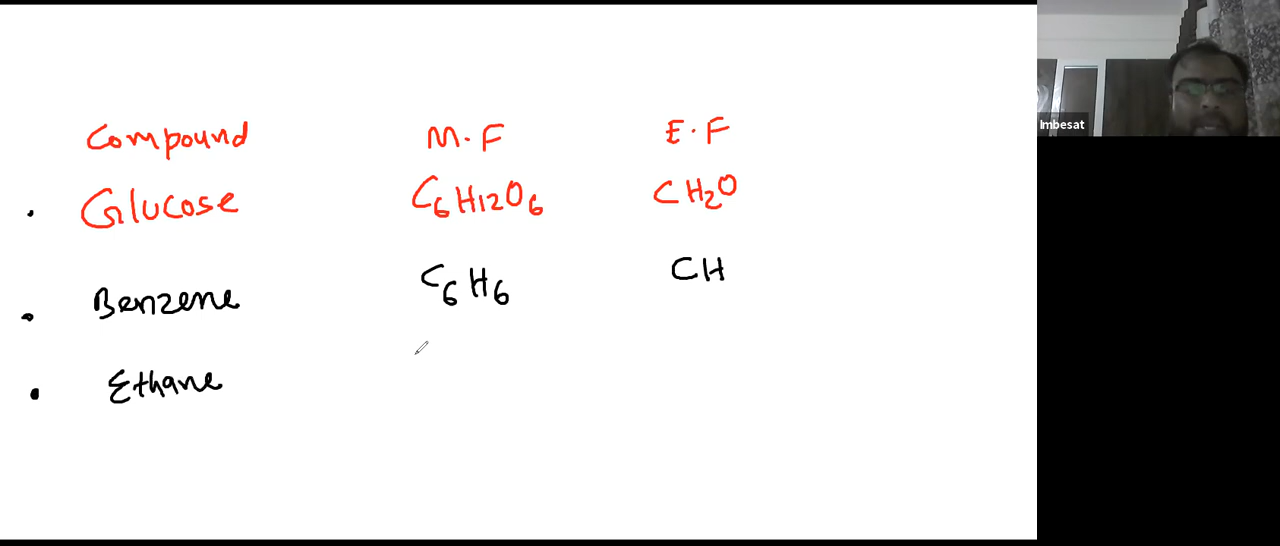 Compound M.F E.F
Glucose C6H12O6 CH2O
Benzene C6H6 CH
Ethane
Imbesat